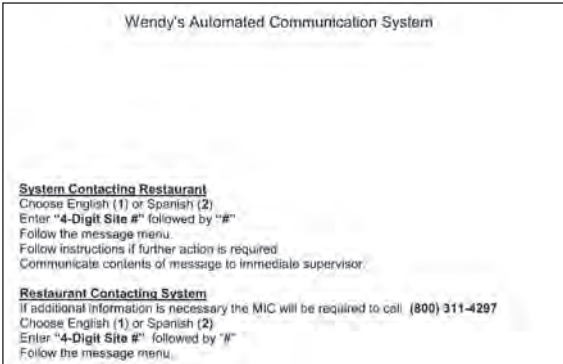 Wendy's Automated Communication System
System Contacting Restaurant
Choose English (1) or Spanish (2)
Enter "4-Digit Site #" followed by "#"
Follow the message menu.
Follow instructions if further action is required
Communicate contents of message to immediate supervisor.
Restaurant Contacting System
If additional information is necessary the MIC will be required to call (800) 311-4297
Choose English (1) or Spanish (2)
Enter "4-Digit Site #" followed by "#"
Follow the message menu.